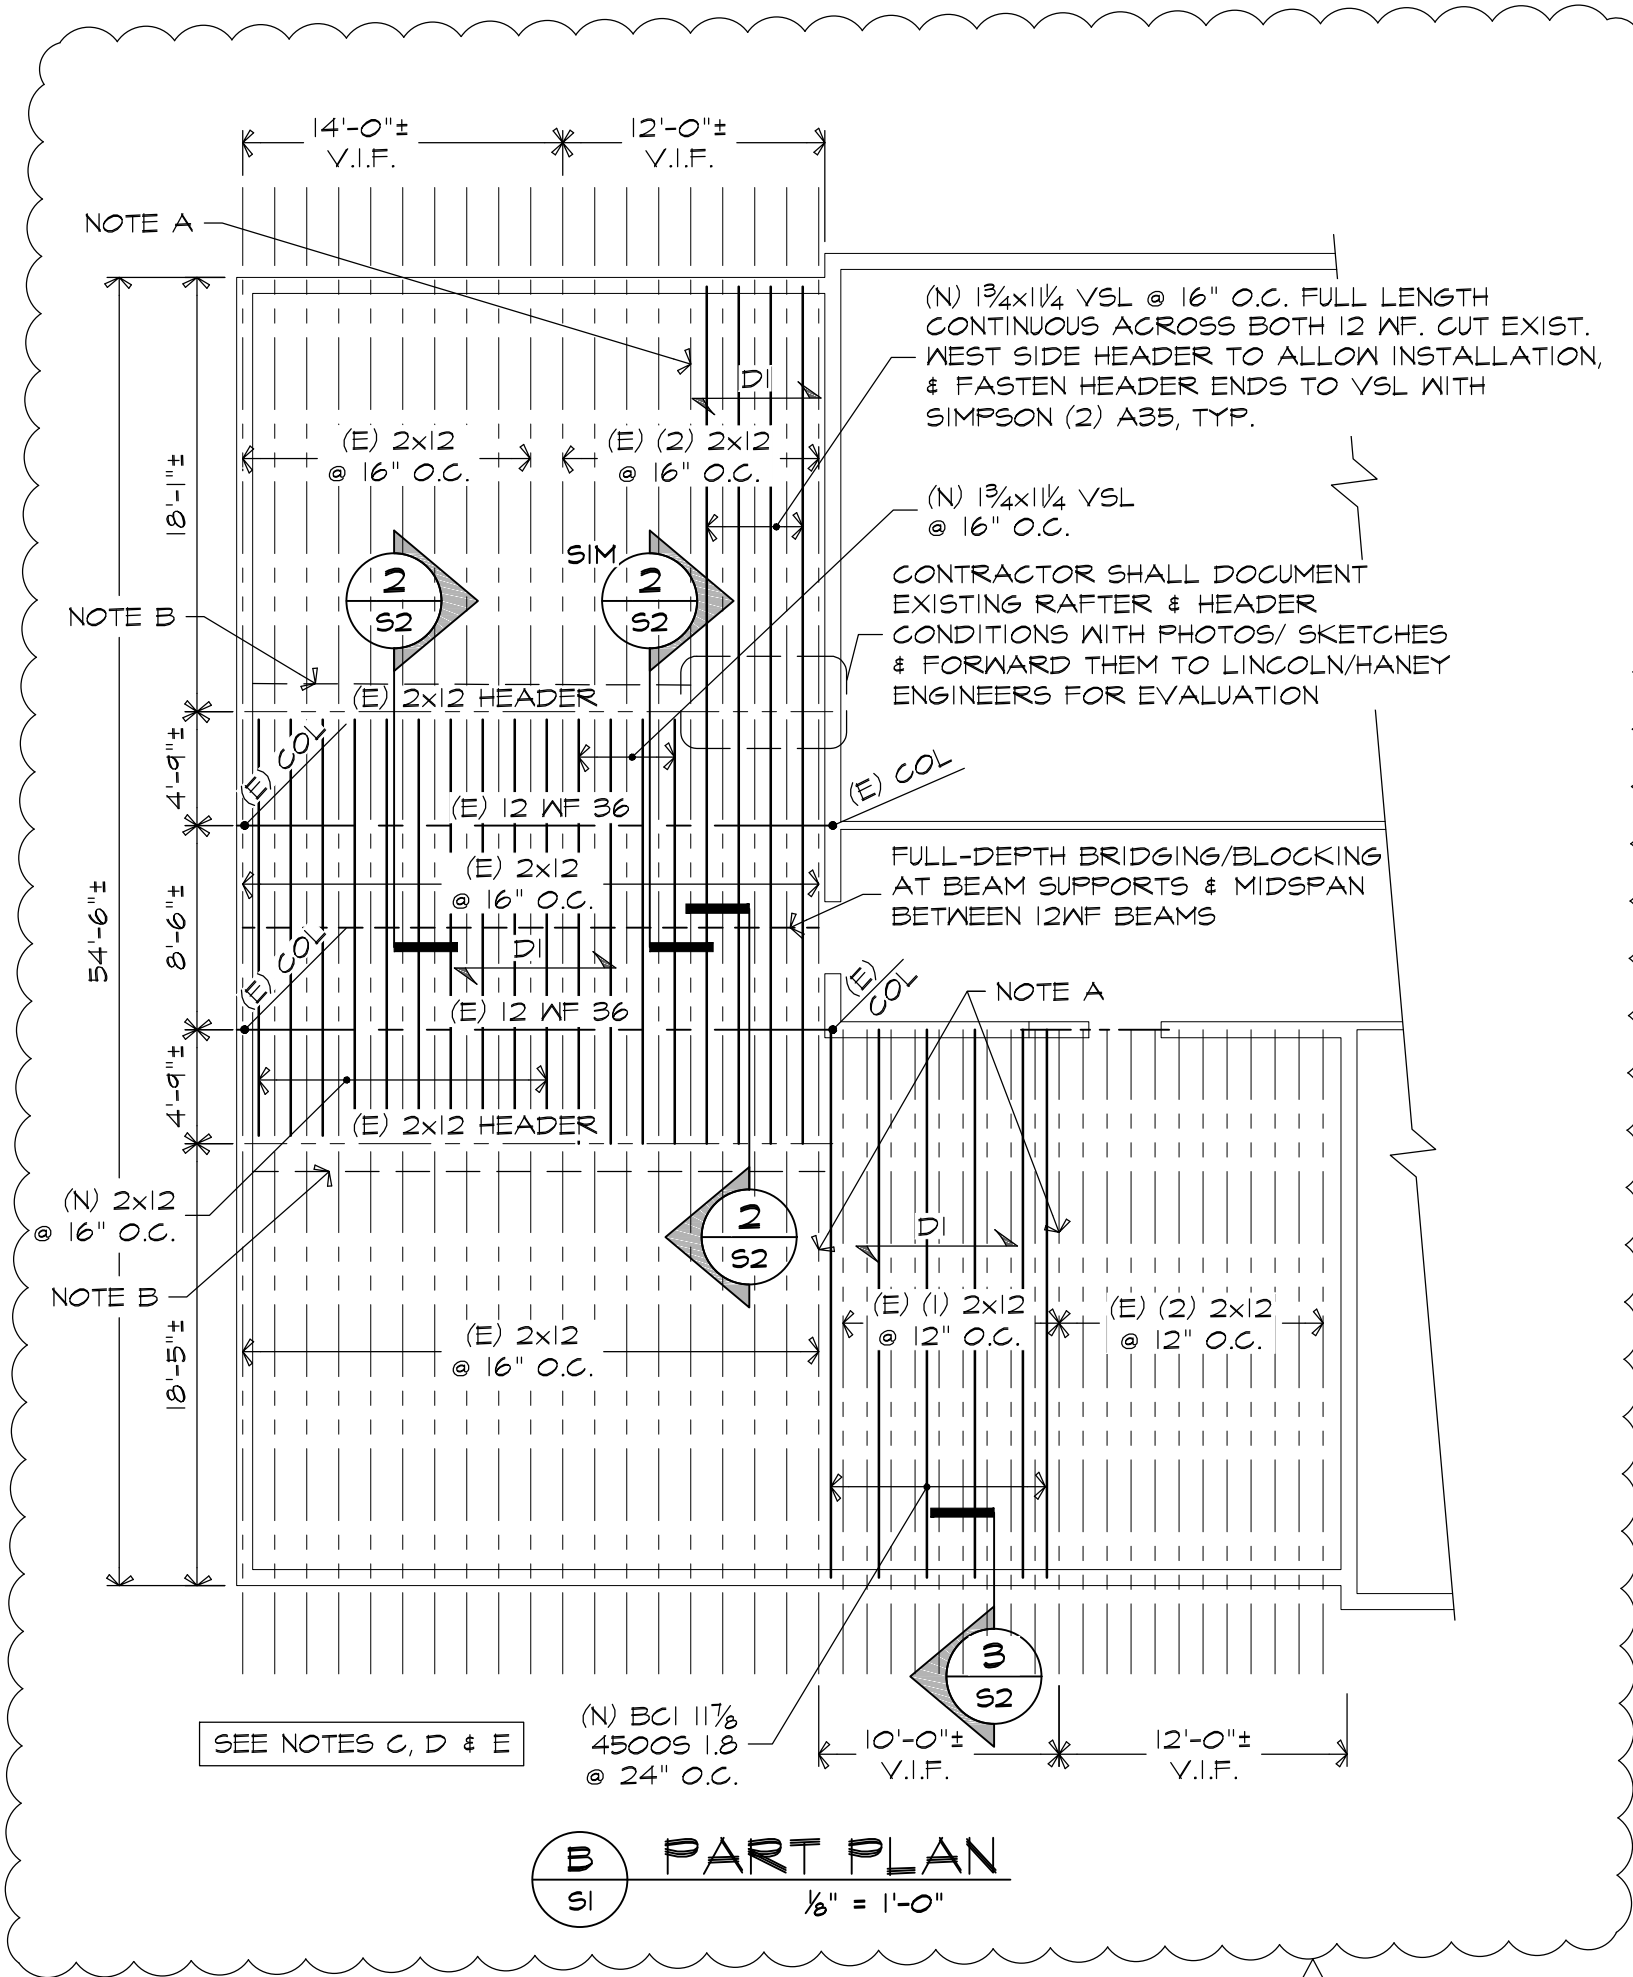 14'-0"±
V.I.F.
12'-0"±
V.I.F.
NOTE A
(N) 1¾x11¼ VSL @ 16" O.C. FULL LENGTH
CONTINUOUS ACROSS BOTH 12 WF. CUT EXIST.
WEST SIDE HEADER TO ALLOW INSTALLATION,
& FASTEN HEADER ENDS TO VSL WITH
SIMPSON (2) A35, TYP.
D1
(E) 2x12
@ 16" O.C.
(E) (2) 2x12
@ 16" O.C.
18'-1"±
(N) 1¾x11¼ VSL
@ 16" O.C.
SIM
2
S2
2
S2
CONTRACTOR SHALL DOCUMENT
EXISTING RAFTER & HEADER
CONDITIONS WITH PHOTOS/ SKETCHES
& FORWARD THEM TO LINCOLN/HANEY
ENGINEERS FOR EVALUATION
NOTE B
(E) 2x12 HEADER
4'-9"±
(E) COL
(E) 12 WF 36
(E) COL
(E) 2x12
@ 16" O.C.
FULL-DEPTH BRIDGING/BLOCKING
AT BEAM SUPPORTS & MIDSPAN
BETWEEN 12WF BEAMS
54'-6"±
8'-6"±
(E) COL
D1
(E) COL
NOTE A
(E) 12 WF 36
4'-9"±
(E) 2x12 HEADER
(N) 2x12
@ 16" O.C.
2
S2
D1
NOTE B
(E) 2x12
@ 16" O.C.
(E) (1) 2x12
@ 12" O.C.
(E) (2) 2x12
@ 12" O.C.
18'-5"±
3
S2
SEE NOTES C, D & E
(N) BCI 11⅞
4500S 1.8
@ 24" O.C.
10'-0"±
V.I.F.
12'-0"±
V.I.F.
B
S1
PART PLAN
⅛" = 1'-0"